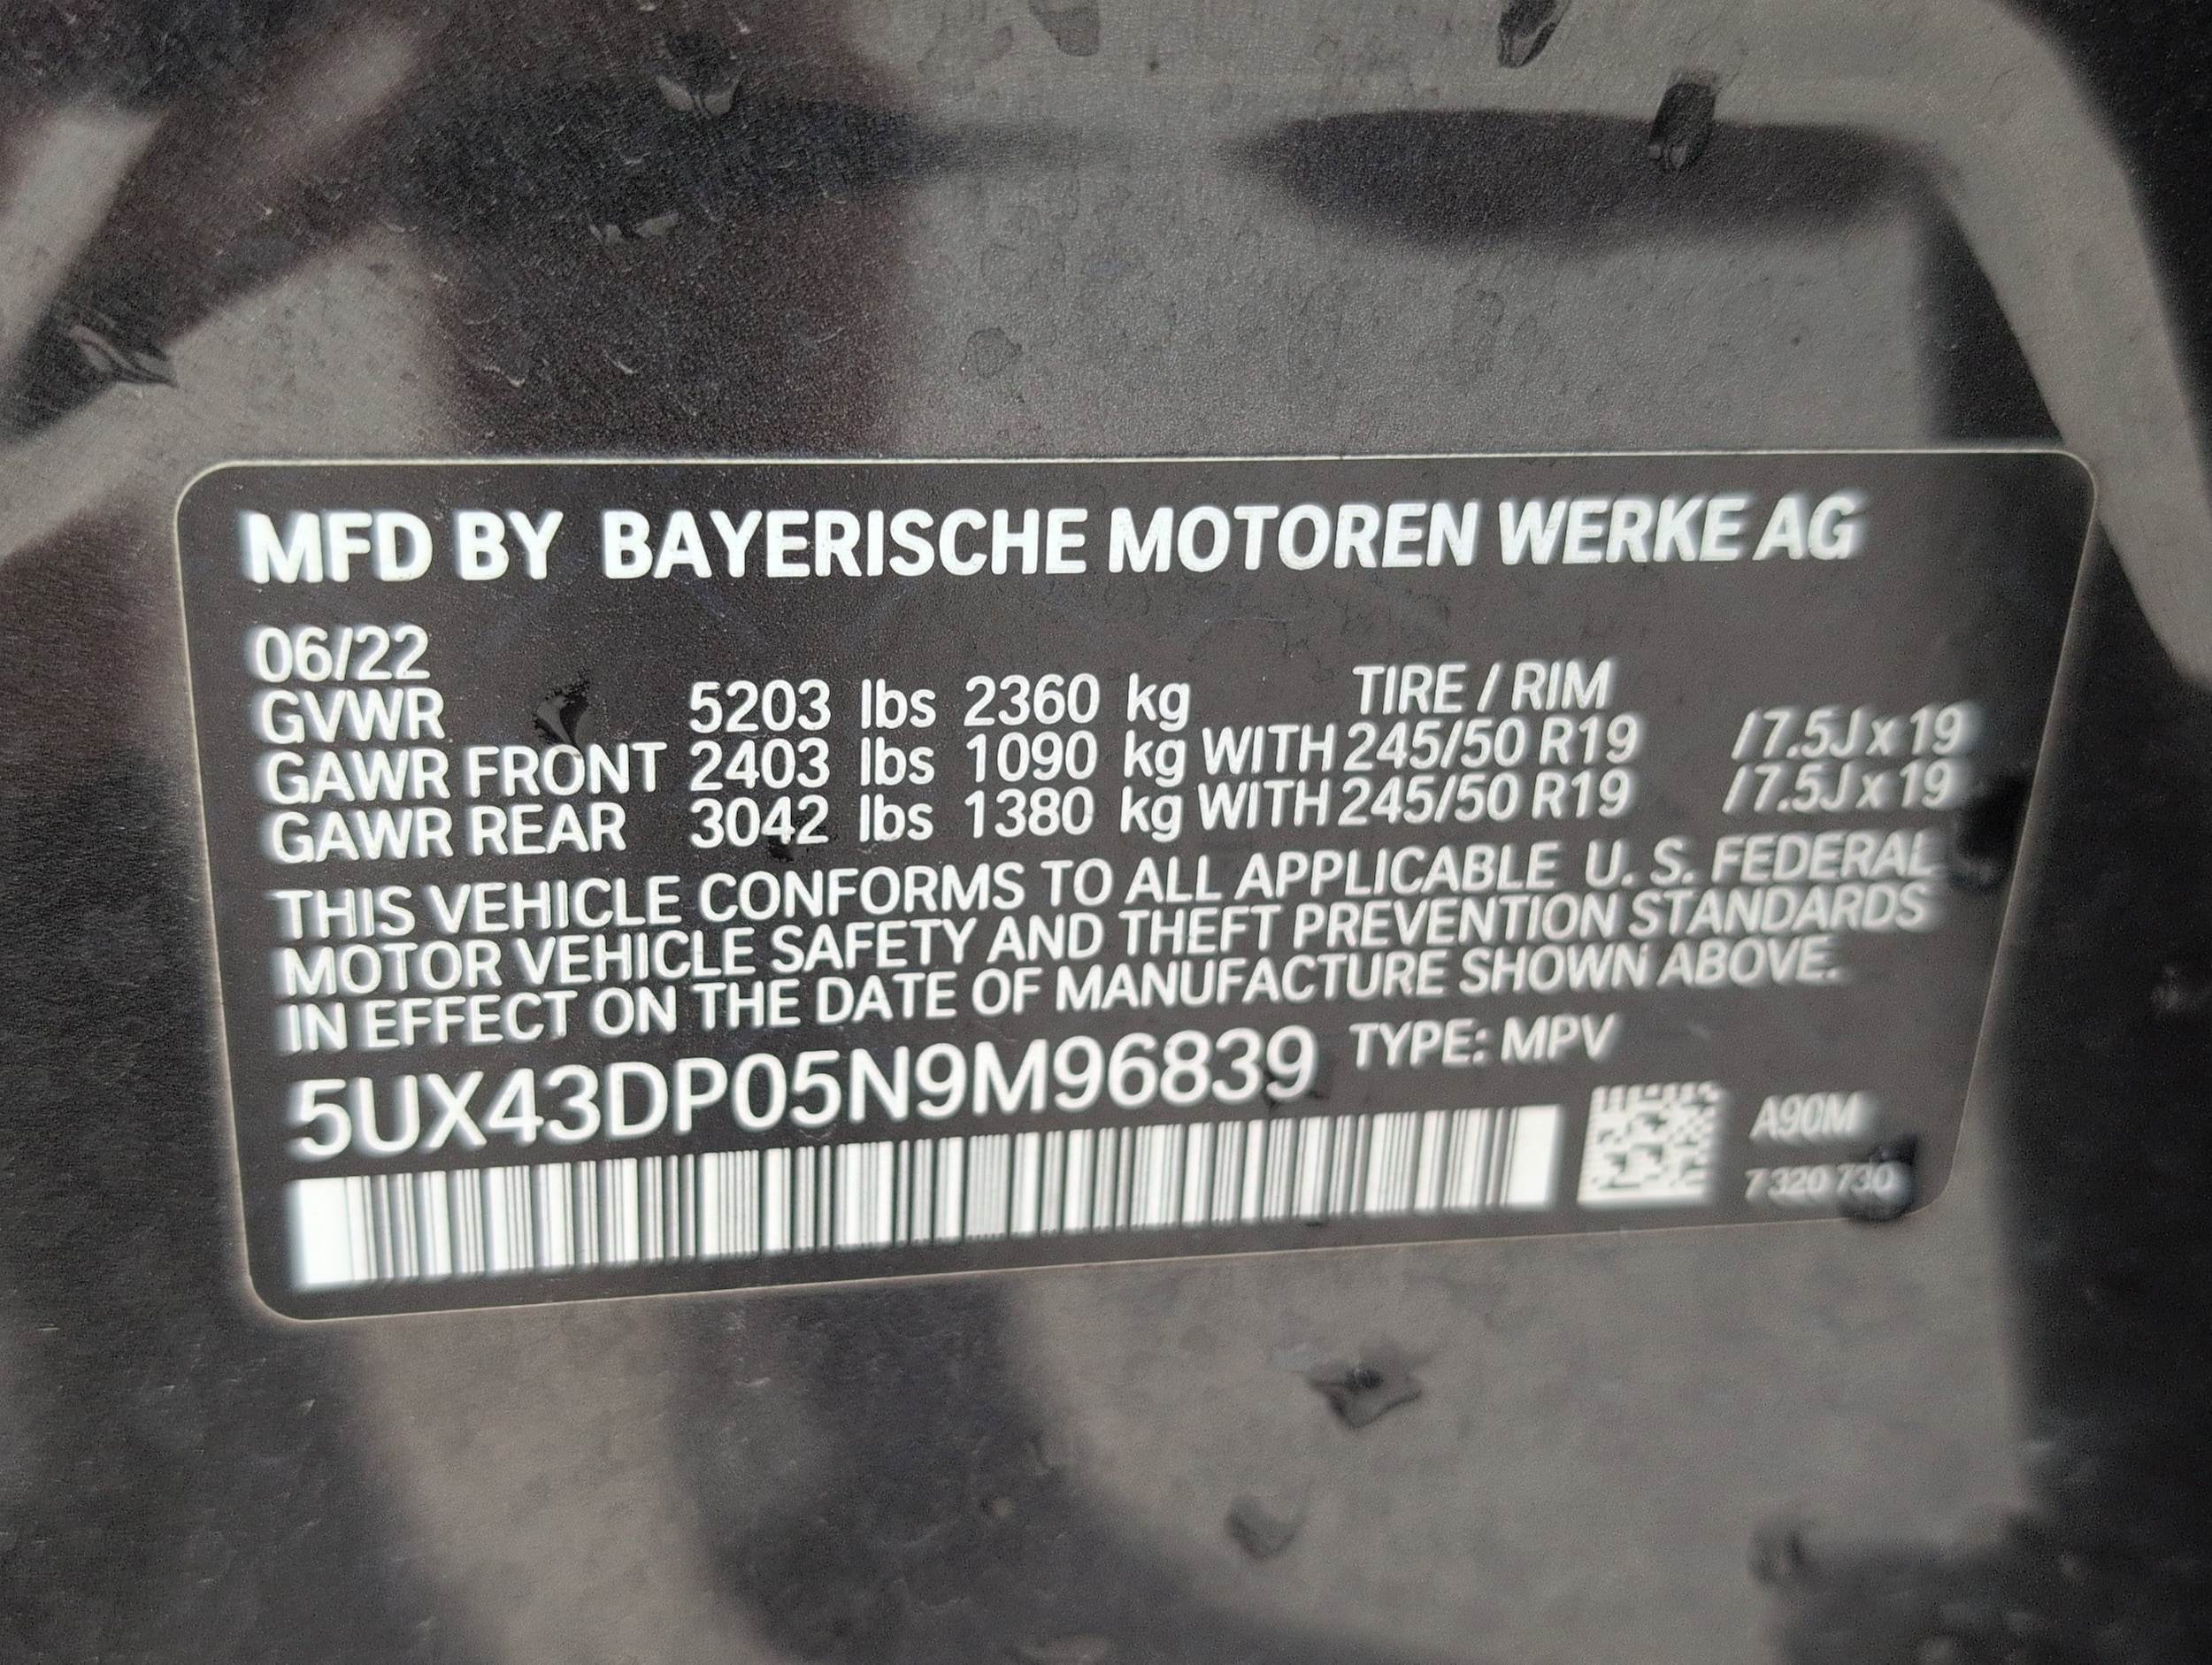 MFD BY BAYERISCHE MOTOREN WERKE AG
06/22
TIRE / RIM
GVWR 5203 lbs 2360 kg
GAWR FRONT 2403 lbs 1090 kg WITH 245/50 R19 / 7.5J x 19
GAWR REAR 3042 lbs 1380 kg WITH 245/50 R19 / 7.5J x 19
THIS VEHICLE CONFORMS TO ALL APPLICABLE U. S. FEDERAL
MOTOR VEHICLE SAFETY AND THEFT PREVENTION STANDARDS
IN EFFECT ON THE DATE OF MANUFACTURE SHOWN ABOVE.
5UX43DP05N9M96839 TYPE: MPV
A90M
7 320 730